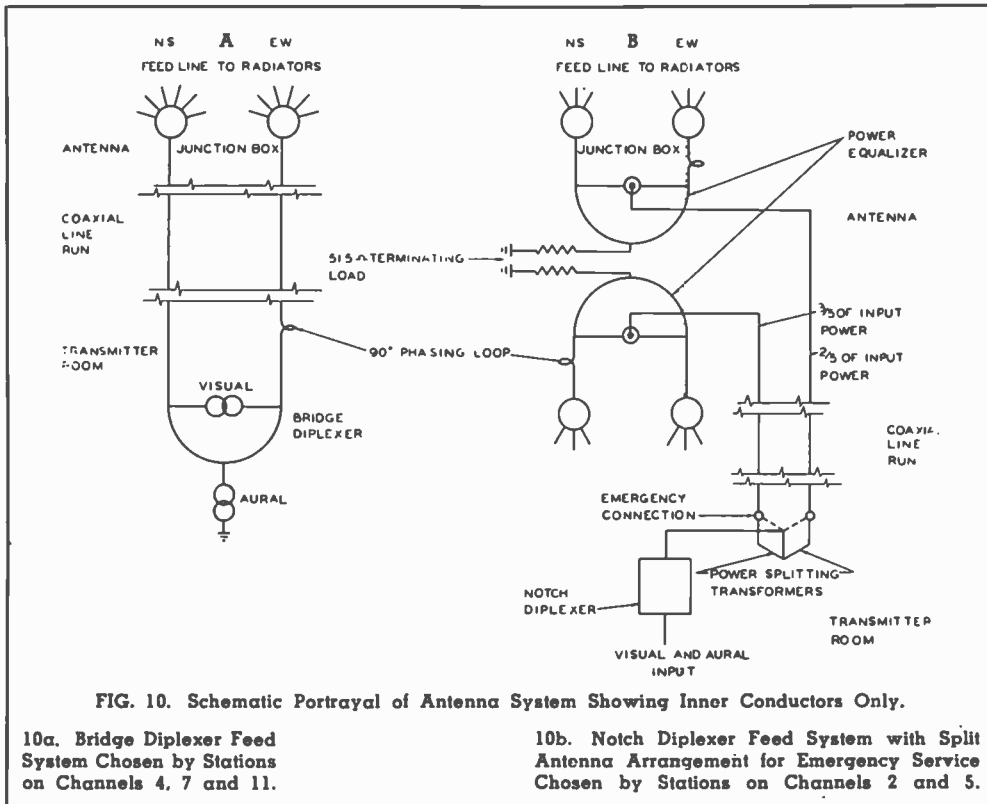 NS A EW
FEED LINE TO RADIATORS
ANTENNA
JUNCTION BOX
COAXIAL
LINE
RUN
TRANSMITTER
ROOM
VISUAL
BRIDGE
DIPLEXER
AURAL
NS B EW
FEED LINE TO RADIATORS
JUNCTION BOX
POWER
EQUALIZER
ANTENNA
51.5 Ω TERMINATING
LOAD
90° PHASING LOOP
3/5 OF INPUT
POWER
2/5 OF INPUT
POWER
COAXIAL
LINE
RUN
EMERGENCY
CONNECTION
POWER SPLITTING
TRANSFORMERS
NOTCH
DIPLEXER
TRANSMITTER
ROOM
VISUAL AND AURAL
INPUT
FIG. 10. Schematic Portrayal of Antenna System Showing Inner Conductors Only.
10a. Bridge Diplexer Feed
System Chosen by Stations
on Channels 4, 7 and 11.
10b. Notch Diplexer Feed System with Split
Antenna Arrangement for Emergency Service
Chosen by Stations on Channels 2 and 5.